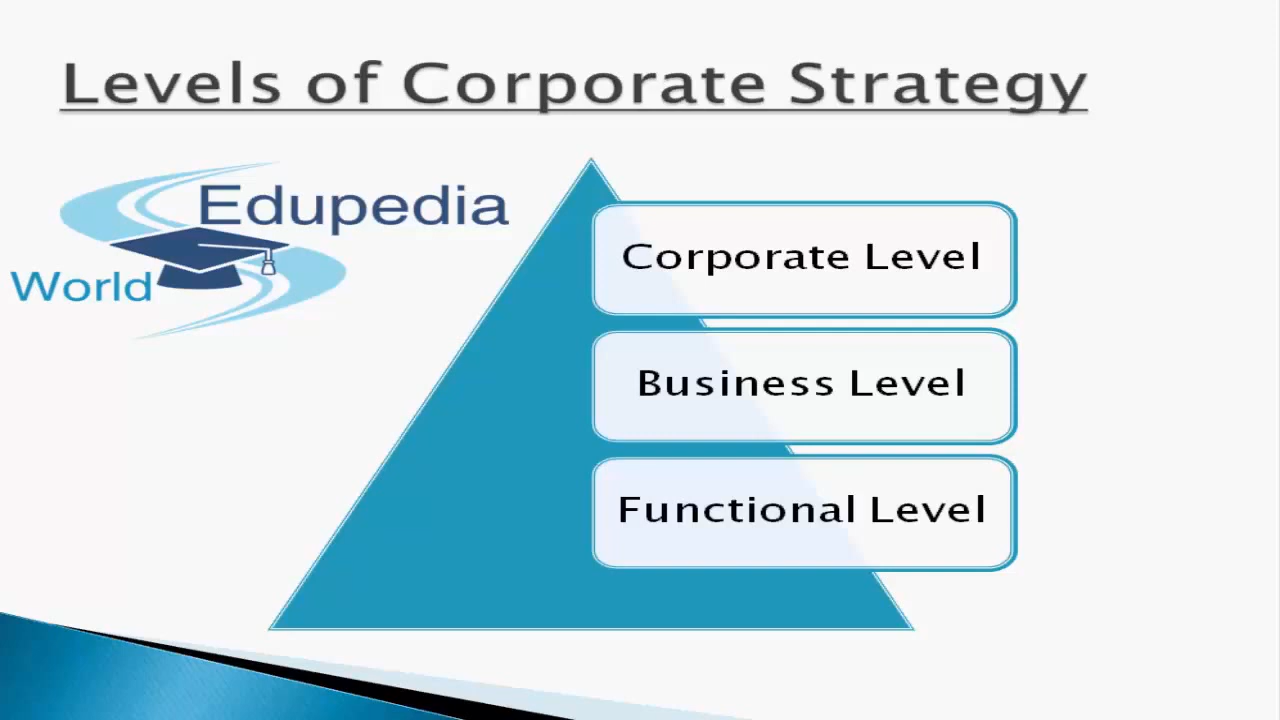 Levels of Corporate Strategy
Edupedia
World
Corporate Level
Business Level
Functional Level